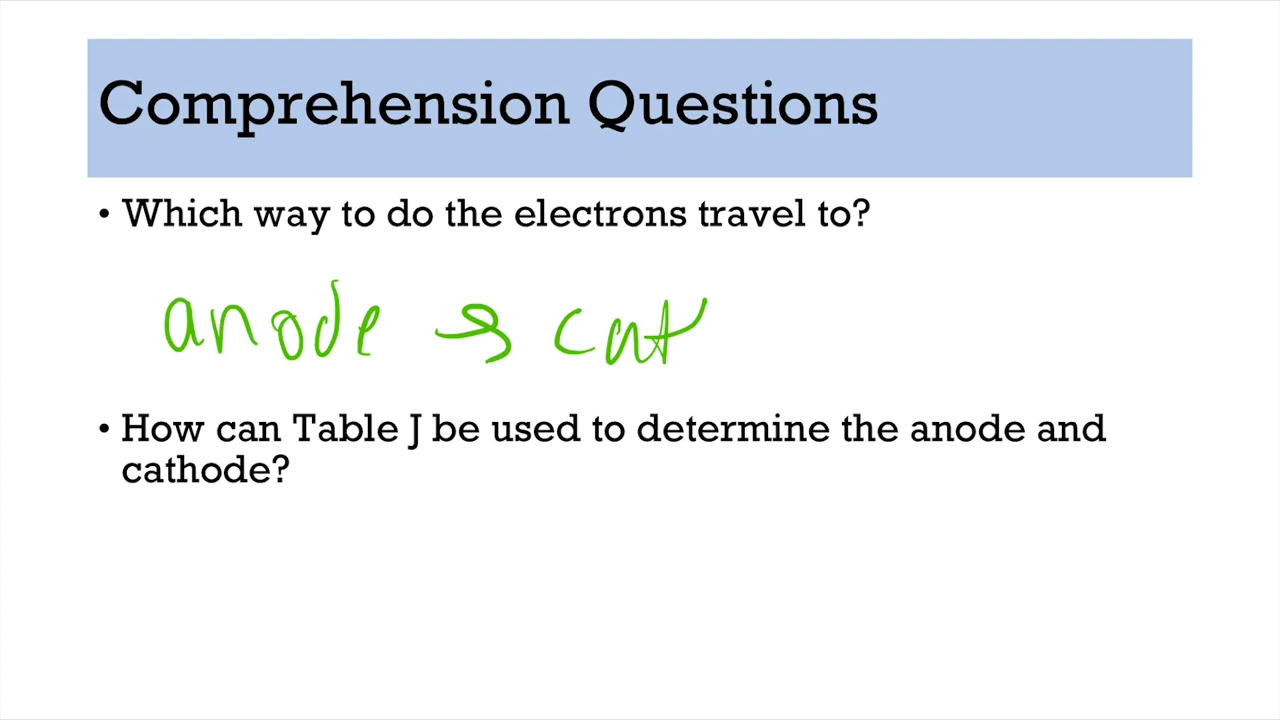 Comprehension Questions
• Which way to do the electrons travel to?
anode → cat
• How can Table J be used to determine the anode and
cathode?